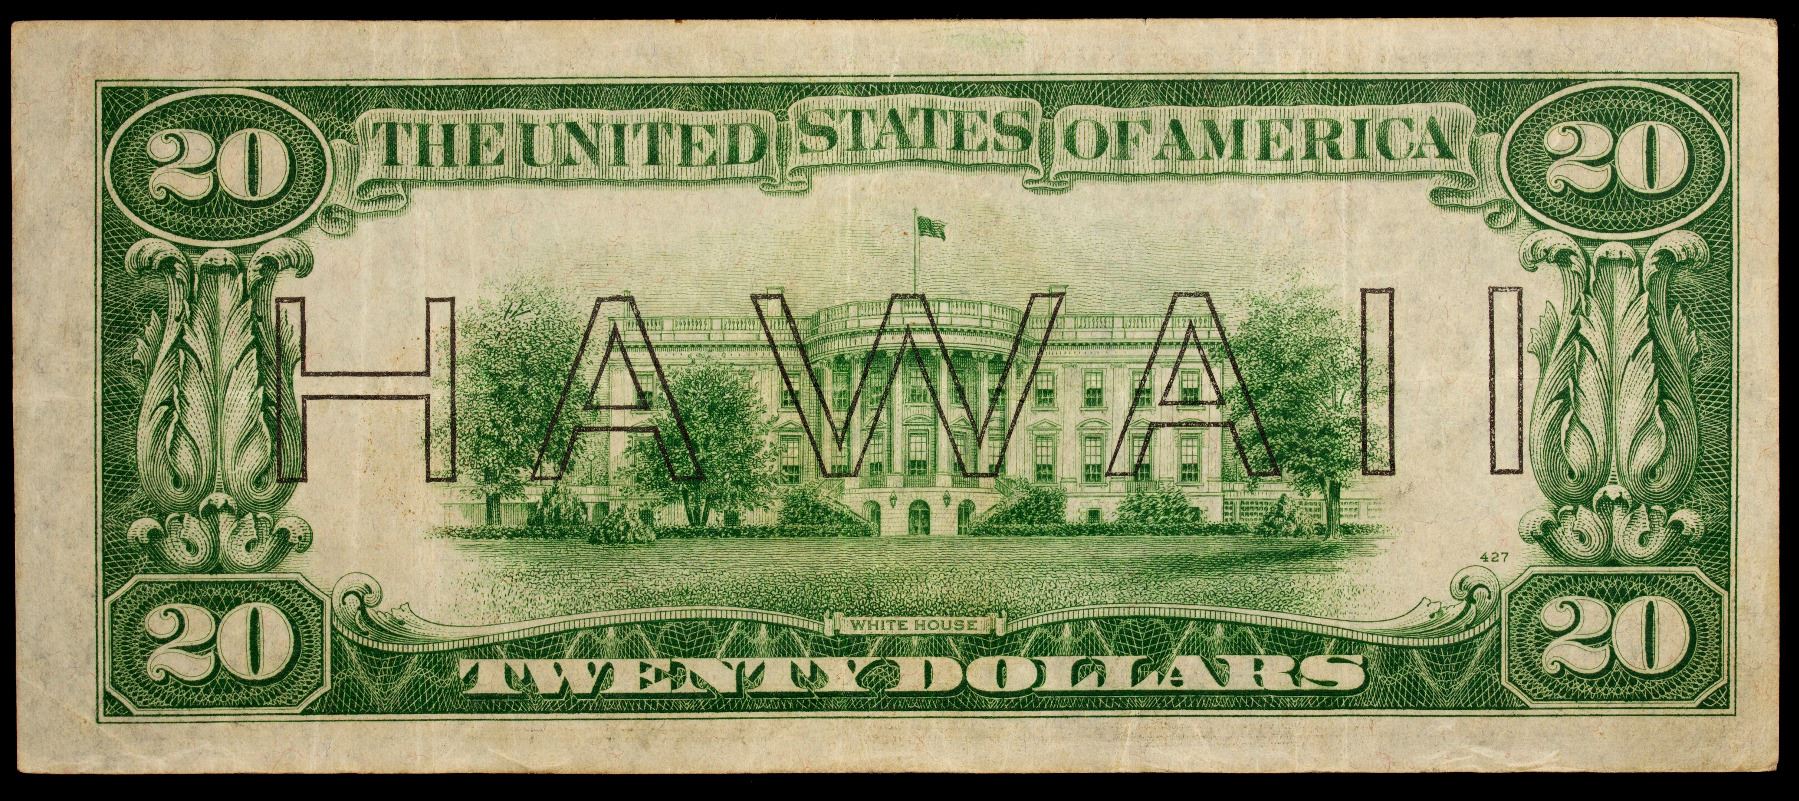 20 THE UNITED STATES OF AMERICA 20
HAWAII
427
WHITE HOUSE
20 TWENTY DOLLARS 20